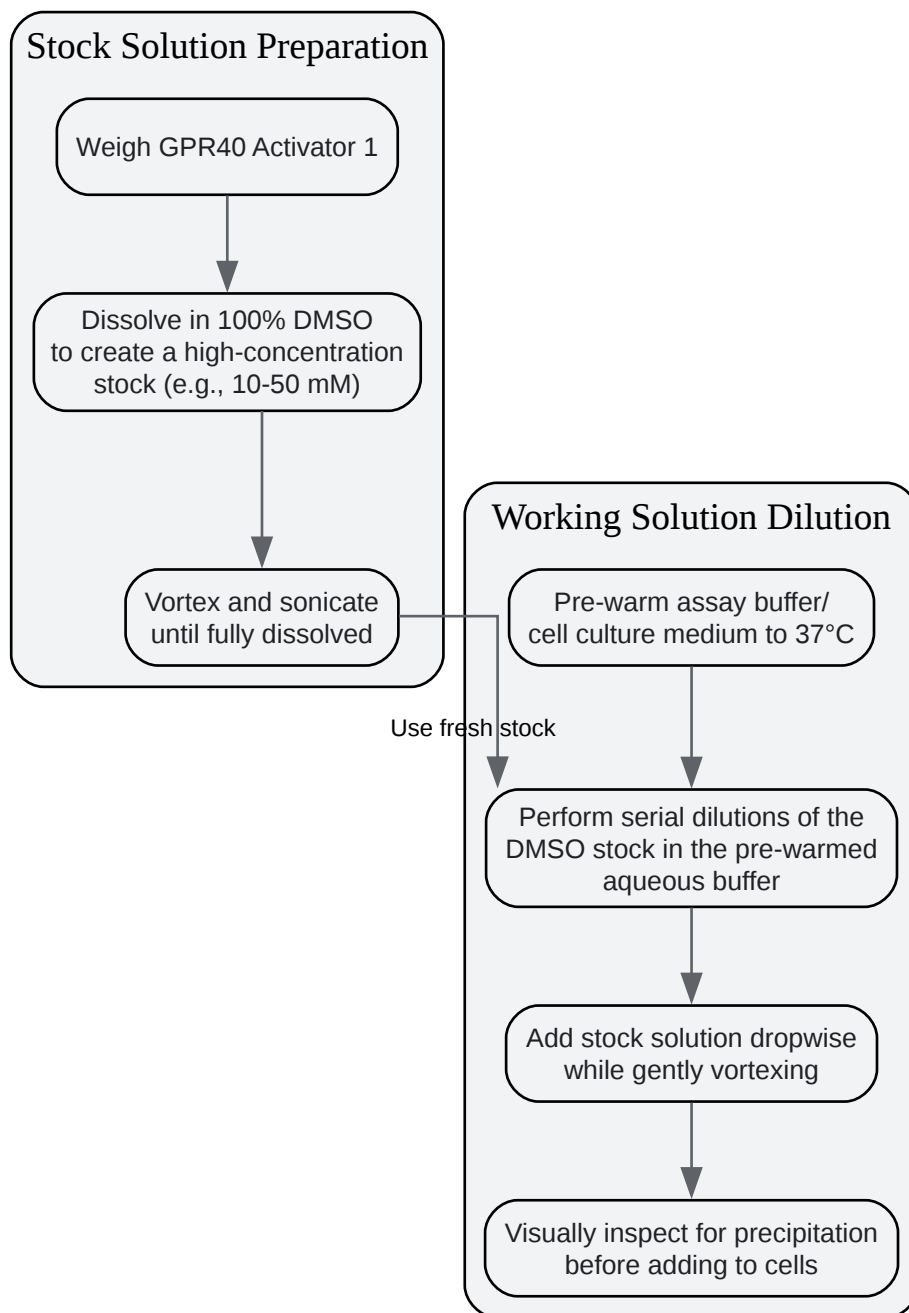 Stock Solution Preparation
Weigh GPR40 Activator 1
Dissolve in 100% DMSO
to create a high-concentration
stock (e.g., 10-50 mM)
Vortex and sonicate
until fully dissolved
Use fresh stock
Working Solution Dilution
Pre-warm assay buffer/
cell culture medium to 37°C
Perform serial dilutions of the
DMSO stock in the pre-warmed
aqueous buffer
Add stock solution dropwise
while gently vortexing
Visually inspect for precipitation
before adding to cells